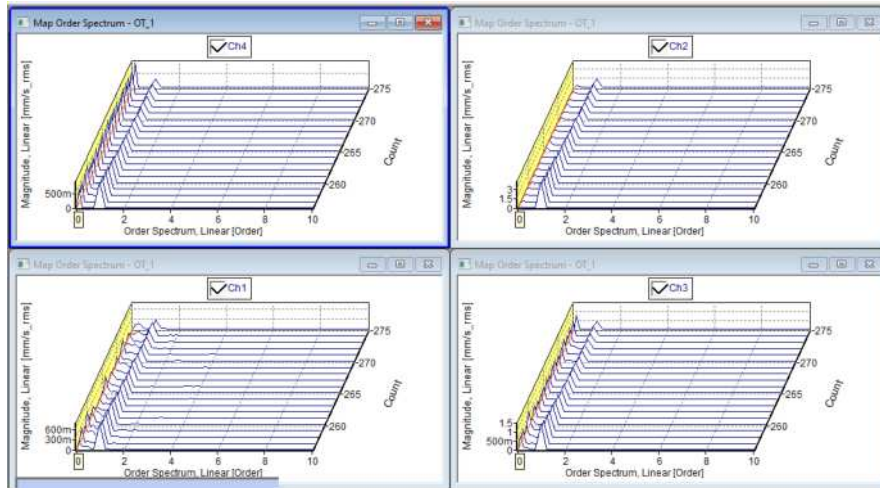 Map Order Spectrum - OT_1
Ch4
Magnitude, Linear [mm/s_rms]
500m
0
0 2 4 6 8 10
Order Spectrum, Linear [Order]
275
270
265
260
Count
Map Order Spectrum - OT_1
Ch2
Magnitude, Linear [mm/s_rms]
3
1.5
0
0 2 4 6 8 10
Order Spectrum, Linear [Order]
275
270
265
260
Count
Map Order Spectrum - OT_1
Ch1
Magnitude, Linear [mm/s_rms]
600m
300m
0
0 2 4 6 8 10
Order Spectrum, Linear [Order]
275
270
265
260
Count
Map Order Spectrum - OT_1
Ch3
Magnitude, Linear [mm/s_rms]
1.5
1
500m
0
0 2 4 6 8 10
Order Spectrum, Linear [Order]
275
270
265
260
Count